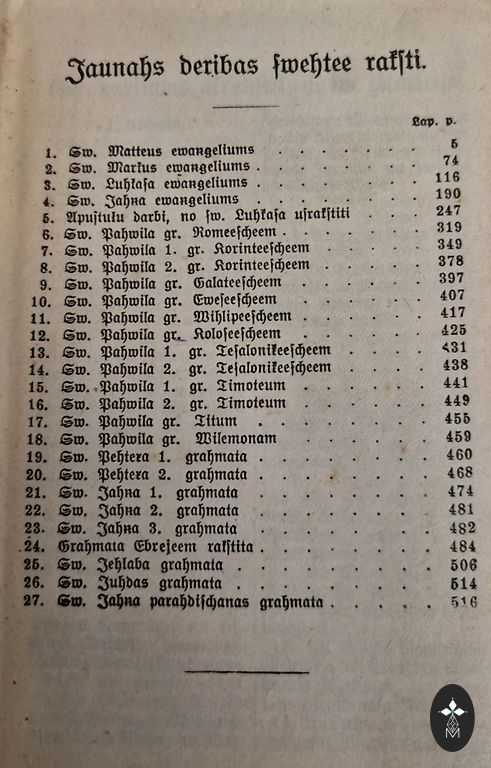 Jaunahs deribas ſwehtee rakſti.
Lap. p.
1. Sw. Matteus ewangeliums . . . . . . . 5
2. Sw. Markus ewangeliums . . . . . . . 74
3. Sw. Luhkaſa ewangeliums . . . . . . . 116
4. Sw. Jahna ewangeliums . . . . . . . 190
5. Apuſtuļu darbi, no ſw. Luhkaſa uſrakſtiti . . . . 247
6. Sw. Pahwila gr. Romeeſcheem . . . . . . . 319
7. Sw. Pahwila 1. gr. Korinteeſcheem . . . . . 349
8. Sw. Pahwila 2. gr. Korinteeſcheem . . . . . 378
9. Sw. Pahwila gr. Galateeſcheem . . . . . . 397
10. Sw. Pahwila gr. Eweſeeſcheem . . . . . . 407
11. Sw. Pahwila gr. Wihlipeeſcheem . . . . . . 417
12. Sw. Pahwila gr. Koloſeeſcheem . . . . . . 425
13. Sw. Pahwila 1. gr. Teſalonikeeſcheem . . . . 431
14. Sw. Pahwila 2. gr. Teſalonikeeſcheem . . . . 438
15. Sw. Pahwila 1. gr. Timoteum . . . . . . 441
16. Sw. Pahwila 2. gr. Timoteum . . . . . . 449
17. Sw. Pahwila gr. Titum . . . . . . . 455
18. Sw. Pahwila gr. Wilemonam . . . . . . 459
19. Sw. Pehtera 1. grahmata . . . . . . . 460
20. Sw. Pehtera 2. grahmata . . . . . . . 468
21. Sw. Jahna 1. grahmata . . . . . . . 474
22. Sw. Jahna 2. grahmata . . . . . . . 481
23. Sw. Jahna 3. grahmata . . . . . . . 482
24. Grahmata Ebrejeem rakſtita . . . . . . . 484
25. Sw. Jehkaba grahmata . . . . . . . . 506
26. Sw. Juhdas grahmata . . . . . . . . 514
27. Sw. Jahna parahdiſchanas grahmata . . . . . 516